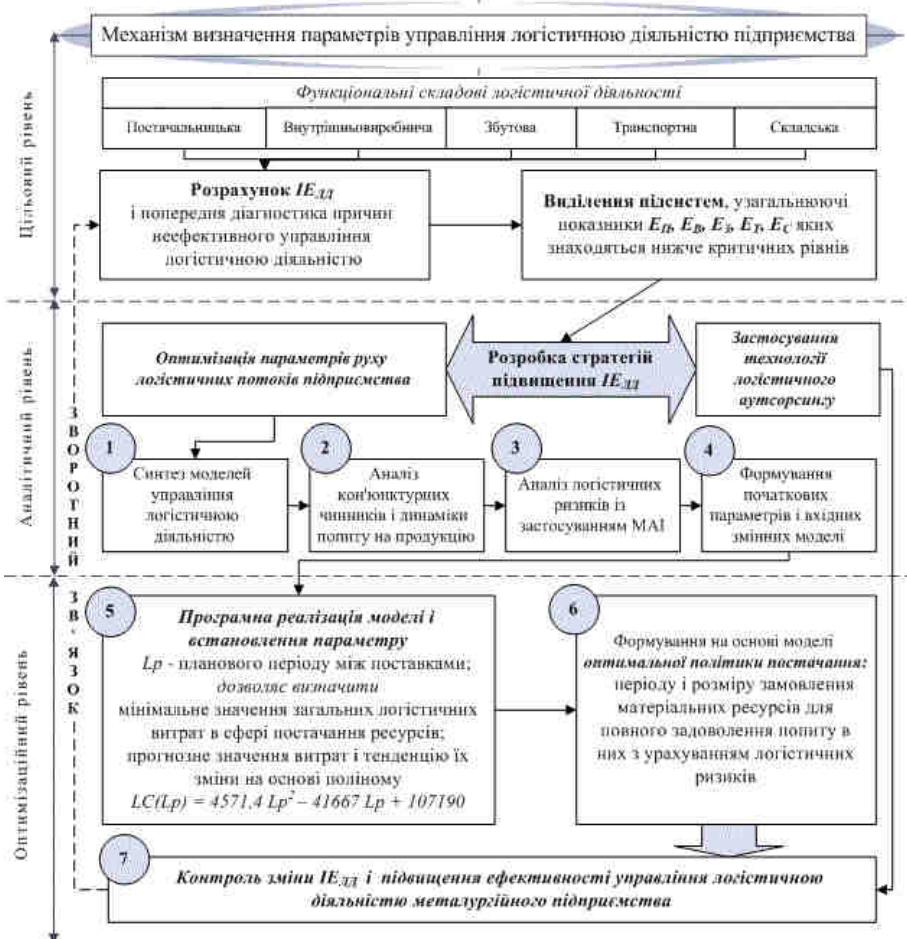 Механізм визначення параметрів управління логістичною діяльністю підприємства
Цільовий рівень
Функціональні складові логістичної діяльності
Постачальницька
Внутрішньовиробнича
Збутова
Транспортна
Складська
Розрахунок IE_ЛД
і попередня діагностика причин
неефективного управління
логістичною діяльністю
Виділення підсистем, узагальнюючі
показники E_П, E_В, E_З, E_Т, E_С яких
знаходяться нижче критичних рівнів
Аналітичний рівень
Оптимізація параметрів руху
логістичних потоків підприємства
Розробка стратегій
підвищення IE_ЛД
Застосування
технології
логістичного
аутсорсингу
1
Синтез моделей
управління
логістичною
діяльністю
2
Аналіз
кон'юнктурних
чинників і динаміки
попиту на продукцію
3
Аналіз логістичних
ризиків із
застосуванням МАІ
4
Формування
початкових
параметрів і вхідних
змінних моделі
ЗВОРОТНИЙ
ЗВ'ЯЗОК
Оптимізаційний рівень
5
Програмна реалізація моделі і
встановлення параметру
Lp - планового періоду між поставками;
дозволяє визначити
мінімальне значення загальних логістичних
витрат в сфері постачання ресурсів;
прогнозне значення витрат і тенденцію їх
зміни на основі поліному
LC(Lp) = 4571,4 Lp² – 41667 Lp + 107190
6
Формування на основі моделі
оптимальної політики постачання:
періоду і розміру замовлення
матеріальних ресурсів для
повного задоволення попиту в
них з урахуванням логістичних
ризиків
7
Контроль зміни IE_ЛД і підвищення ефективності управління логістичною
діяльністю металургійного підприємства